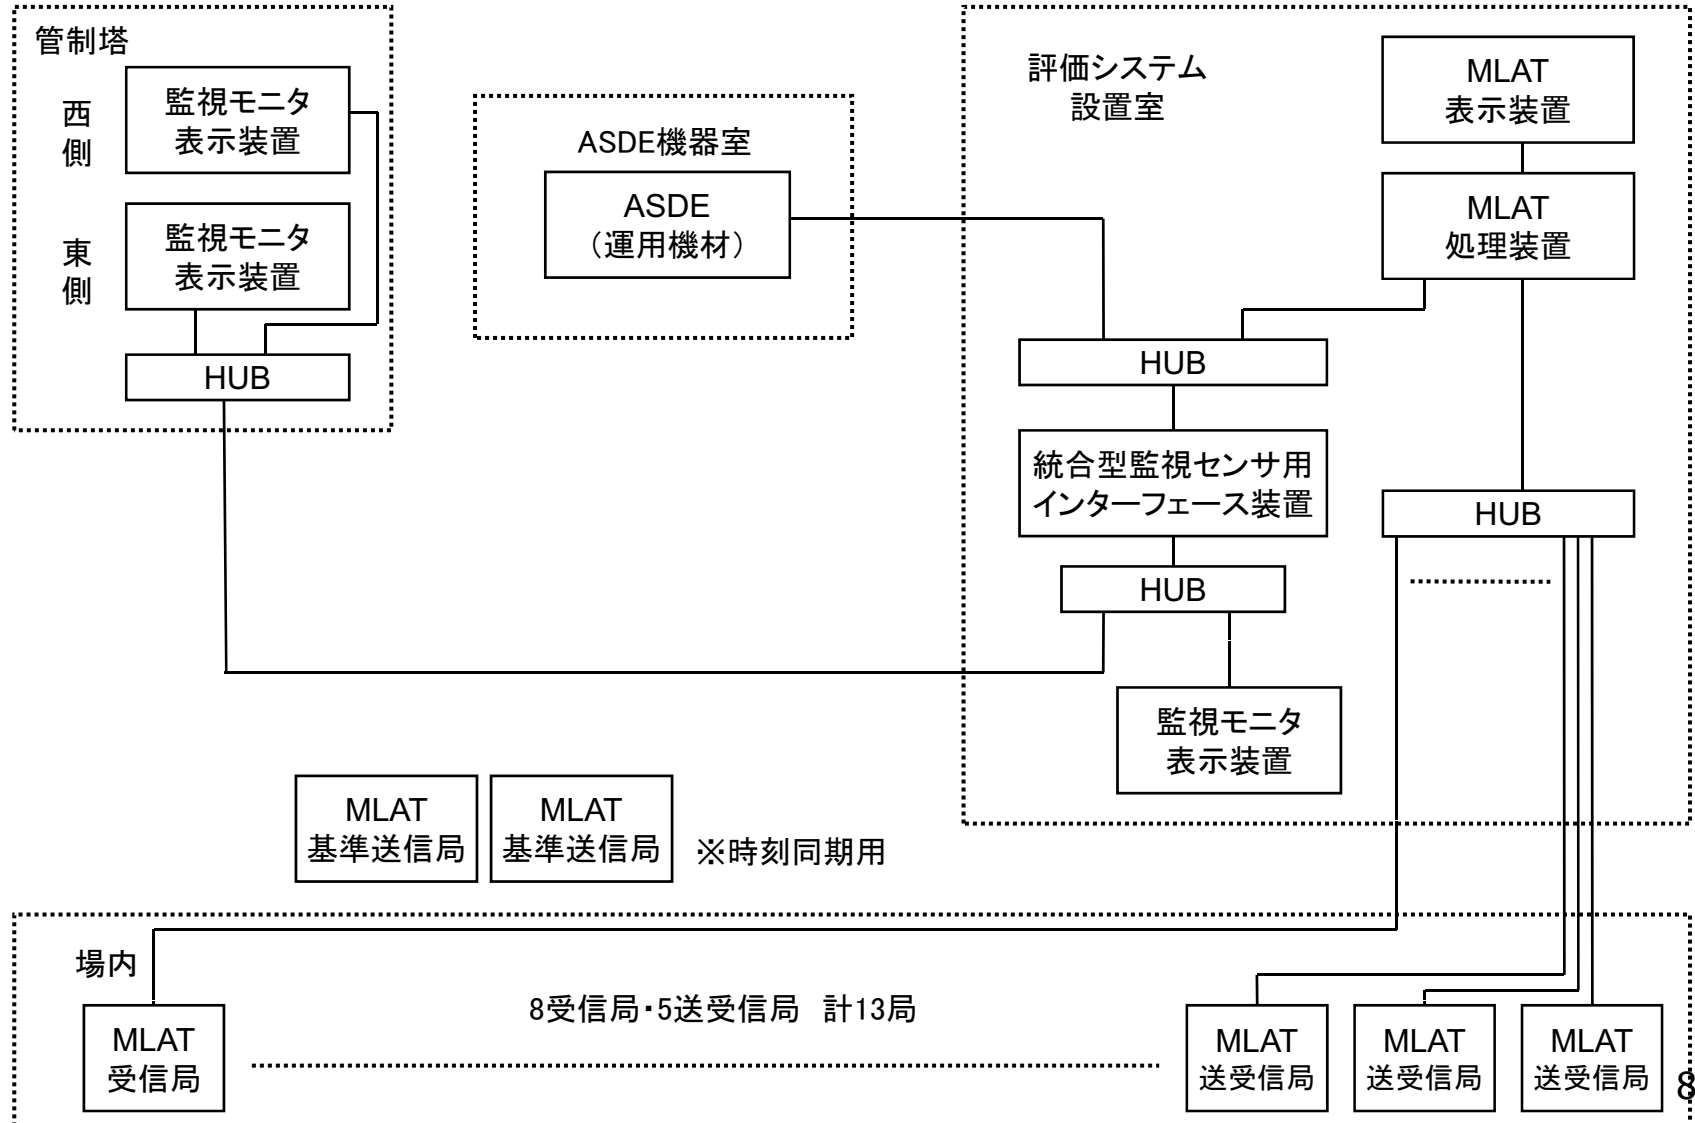 管制塔
西
側
監視モニタ
表示装置
東
側
監視モニタ
表示装置
HUB
ASDE機器室
ASDE
（運用機材）
評価システム
設置室
MLAT
表示装置
MLAT
処理装置
HUB
統合型監視センサ用
インターフェース装置
HUB
HUB
監視モニタ
表示装置
MLAT
基準送信局
MLAT
基準送信局
※時刻同期用
場内
8受信局・5送受信局　計13局
MLAT
受信局
MLAT
送受信局
MLAT
送受信局
MLAT
送受信局
8